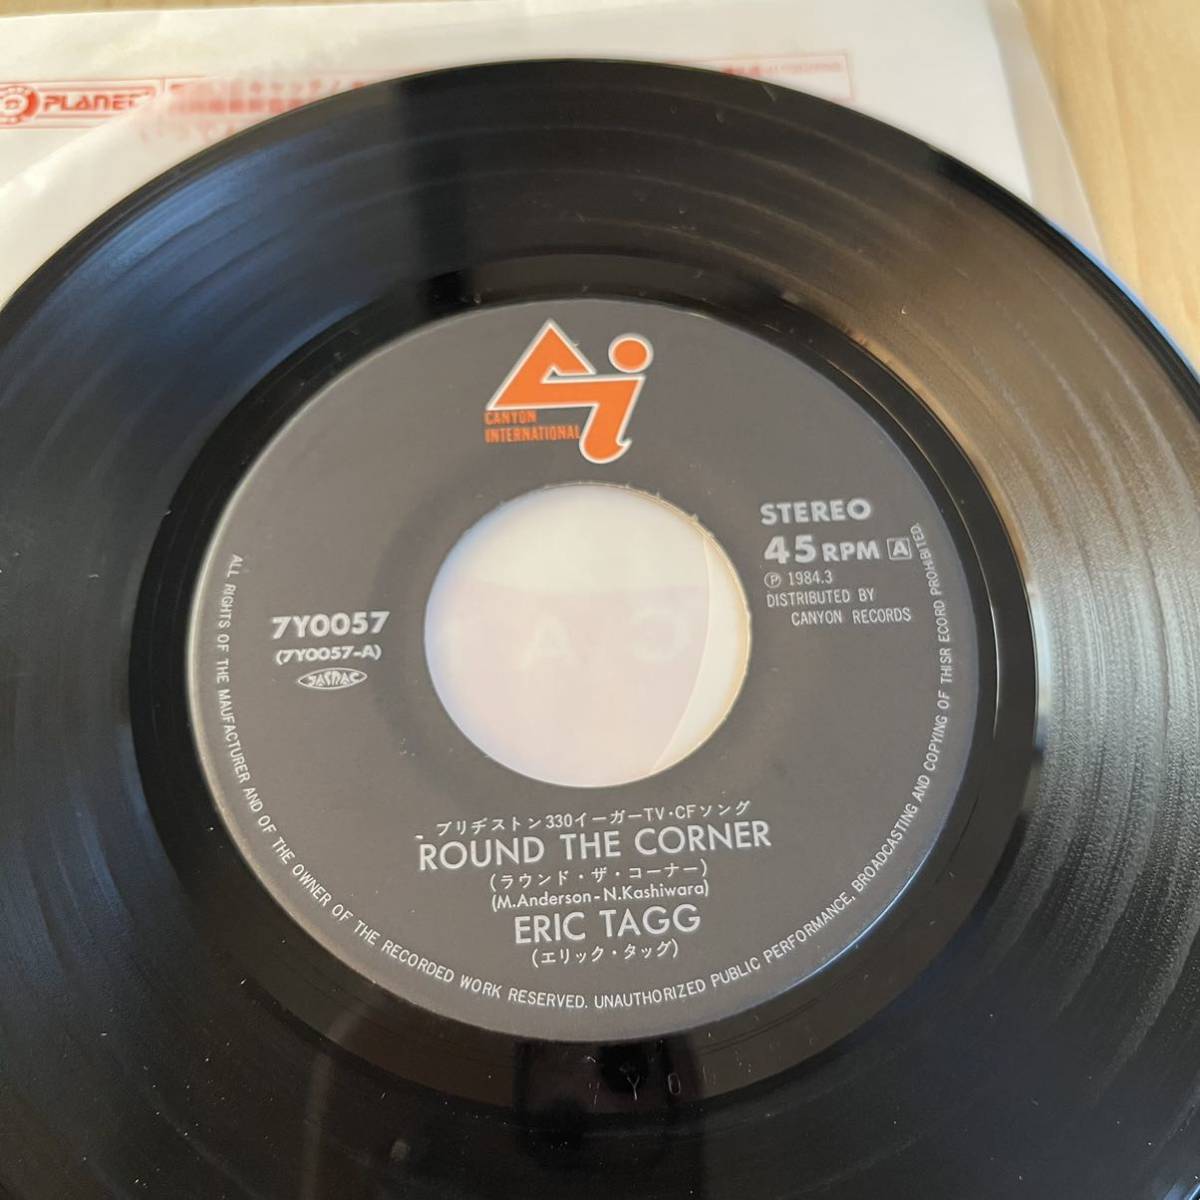 PLANET
CANYON
INTERNATIONAL
STEREO
45 RPM A
Ⓟ 1984.3
DISTRIBUTED BY
CANYON RECORDS
7Y0057
(7Y0057-A)
JASRAC
ブリヂストン330イーガーTV・CFソング
'ROUND THE CORNER
(ラウンド・ザ・コーナー)
(M.Anderson-N.Kashiwara)
ERIC TAGG
(エリック・タッグ)
ALL RIGHTS OF THE MAUFACTURER AND OF THE OWNER OF THE RECORDED WORK RESERVED. UNAUTHORIZED PUBLIC PERFORMANCE, BROADCASTING AND COPYING OF THISR ECORD PROHIBITED.